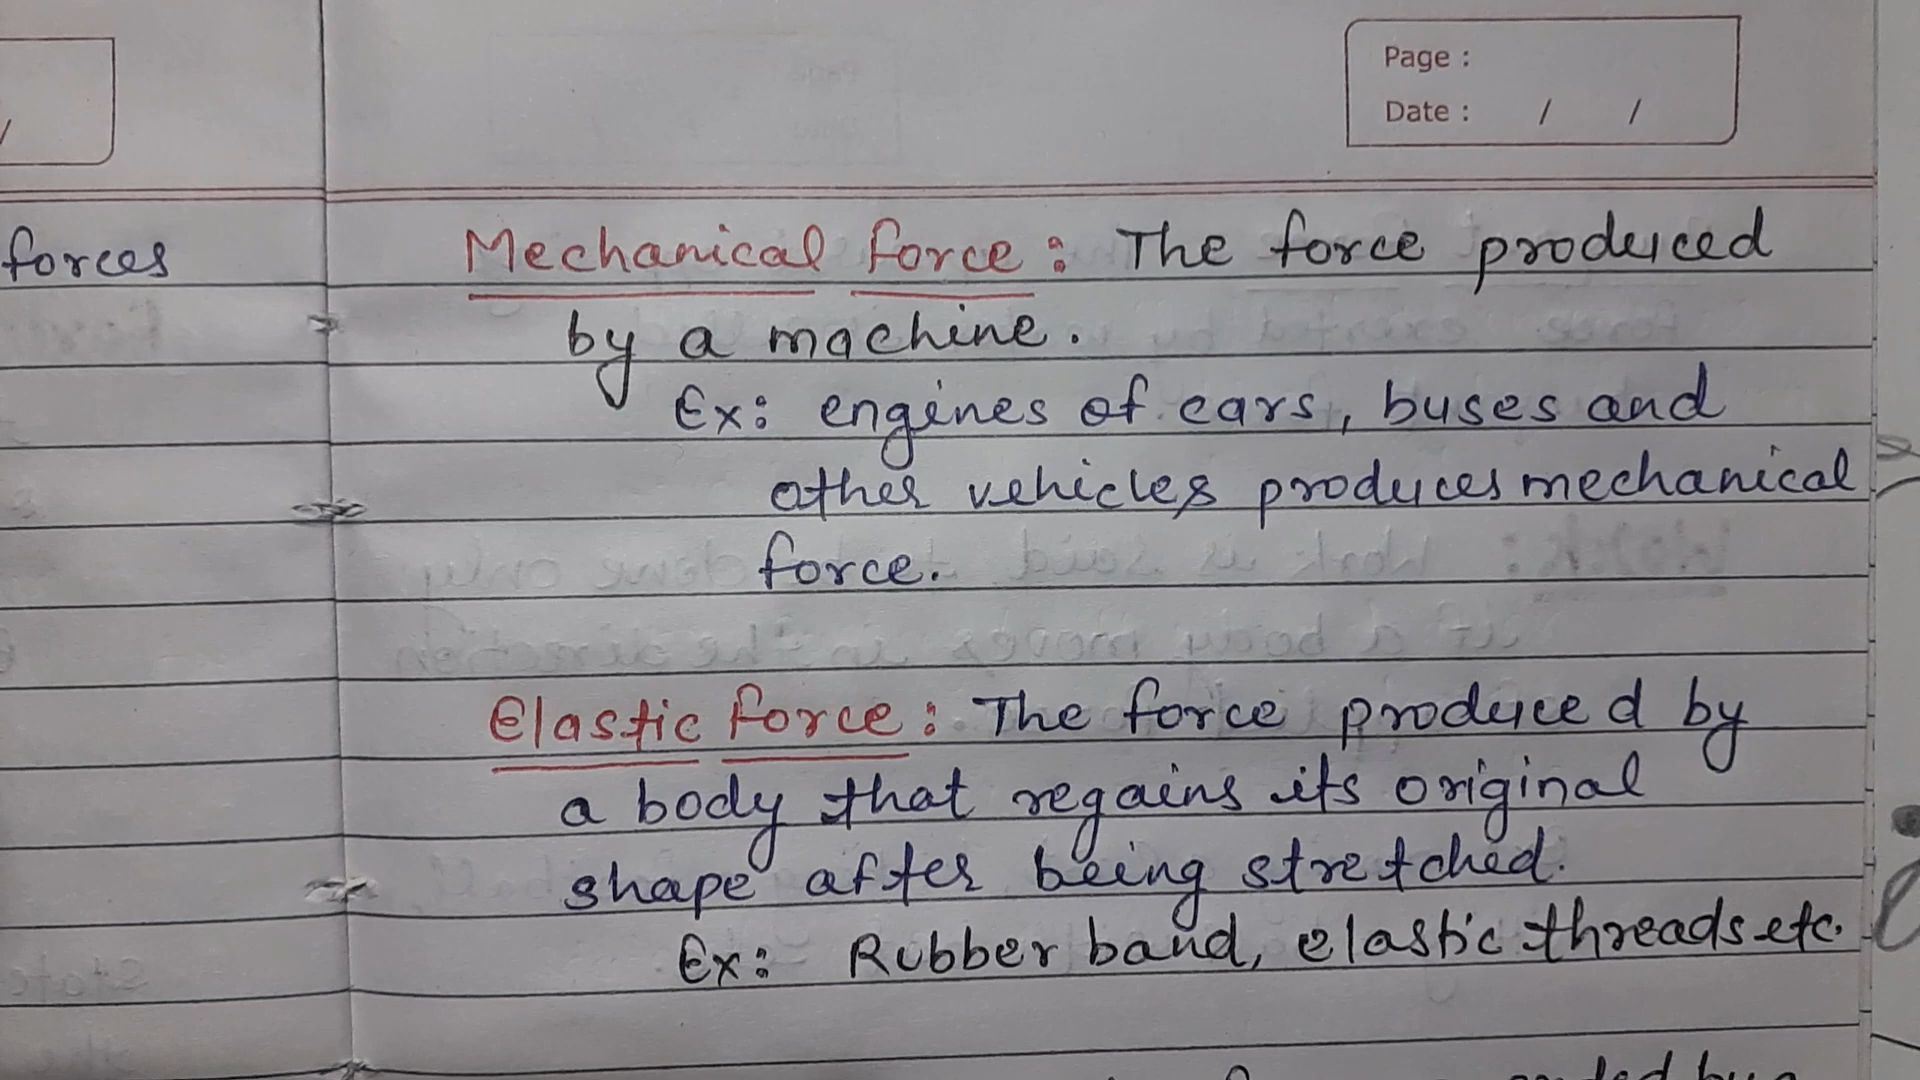 Page :
Date : / /
forces
Mechanical force : The force produced
by a machine.
Ex: engines of cars, buses and
other vehicles produces mechanical
force.
Elastic force : The force produced by
a body that regains its original
shape after being stretched.
Ex: Rubber band, elastic threads etc.